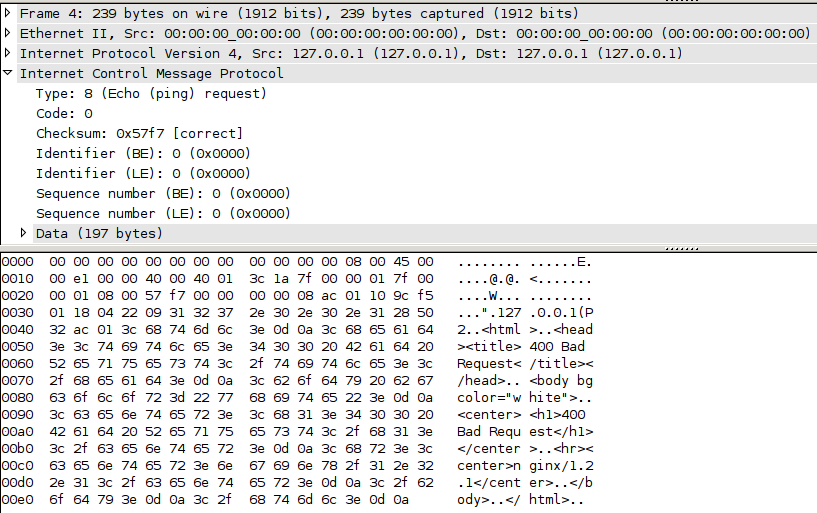 Frame 4: 239 bytes on wire (1912 bits), 239 bytes captured (1912 bits)
Ethernet II, Src: 00:00:00_00:00:00 (00:00:00:00:00:00), Dst: 00:00:00_00:00:00 (00:00:00:00:00:00)
Internet Protocol Version 4, Src: 127.0.0.1 (127.0.0.1), Dst: 127.0.0.1 (127.0.0.1)
Internet Control Message Protocol
Type: 8 (Echo (ping) request)
Code: 0
Checksum: 0x57f7 [correct]
Identifier (BE): 0 (0x0000)
Identifier (LE): 0 (0x0000)
Sequence number (BE): 0 (0x0000)
Sequence number (LE): 0 (0x0000)
Data (197 bytes)
0000 00 00 00 00 00 00 00 00 00 00 00 00 08 00 45 00 ........ ......E.
0010 00 e1 00 00 40 00 40 01 3c 1a 7f 00 00 01 7f 00 ....@.@. <.......
0020 00 01 08 00 57 f7 00 00 00 00 08 ac 01 10 9c f5 ....W... ........
0030 01 18 04 22 09 31 32 37 2e 30 2e 30 2e 31 28 50 ...".127 .0.0.1(P
0040 32 ac 01 3c 68 74 6d 6c 3e 0d 0a 3c 68 65 61 64 2..<html >..<head
0050 3e 3c 74 69 74 6c 65 3e 34 30 30 20 42 61 64 20 ><title> 400 Bad
0060 52 65 71 75 65 73 74 3c 2f 74 69 74 6c 65 3e 3c Request< /title><
0070 2f 68 65 61 64 3e 0d 0a 3c 62 6f 64 79 20 62 67 /head>.. <body bg
0080 63 6f 6c 6f 72 3d 22 77 68 69 74 65 22 3e 0d 0a color="w hite">..
0090 3c 63 65 6e 74 65 72 3e 3c 68 31 3e 34 30 30 20 <center> <h1>400
00a0 42 61 64 20 52 65 71 75 65 73 74 3c 2f 68 31 3e Bad Requ est</h1>
00b0 3c 2f 63 65 6e 74 65 72 3e 0d 0a 3c 68 72 3e 3c </center >..<hr><
00c0 63 65 6e 74 65 72 3e 6e 67 69 6e 78 2f 31 2e 32 center>n ginx/1.2
00d0 2e 31 3c 2f 63 65 6e 74 65 72 3e 0d 0a 3c 2f 62 .1</cent er>..</b
00e0 6f 64 79 3e 0d 0a 3c 2f 68 74 6d 6c 3e 0d 0a ody>..</ html>..